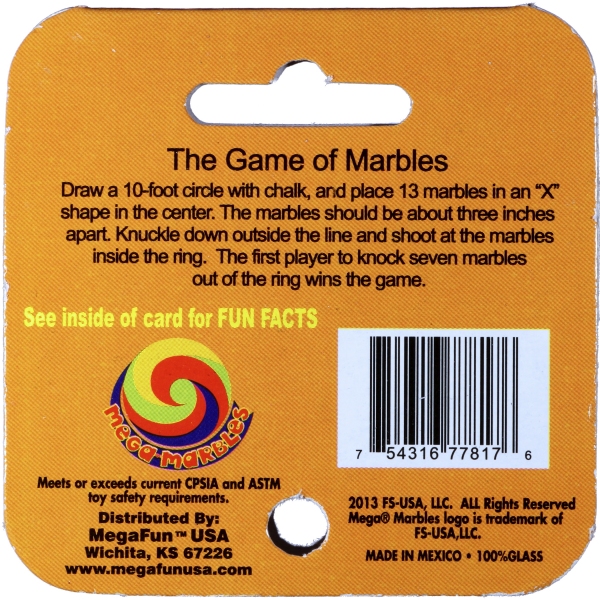 The Game of Marbles
Draw a 10-foot circle with chalk, and place 13 marbles in an “X”
shape in the center. The marbles should be about three inches
apart. Knuckle down outside the line and shoot at the marbles
inside the ring. The first player to knock seven marbles
out of the ring wins the game.
See inside of card for FUN FACTS
MEGA MARBLES
Meets or exceeds current CPSIA and ASTM
toy safety requirements.
Distributed By:
MegaFun™ USA
Wichita, KS 67226
www.megafunusa.com
7 54316 77817 6
2013 FS-USA, LLC. ALL Rights Reserved
Mega® Marbles logo is trademark of
FS-USA,LLC.
MADE IN MEXICO • 100%GLASS